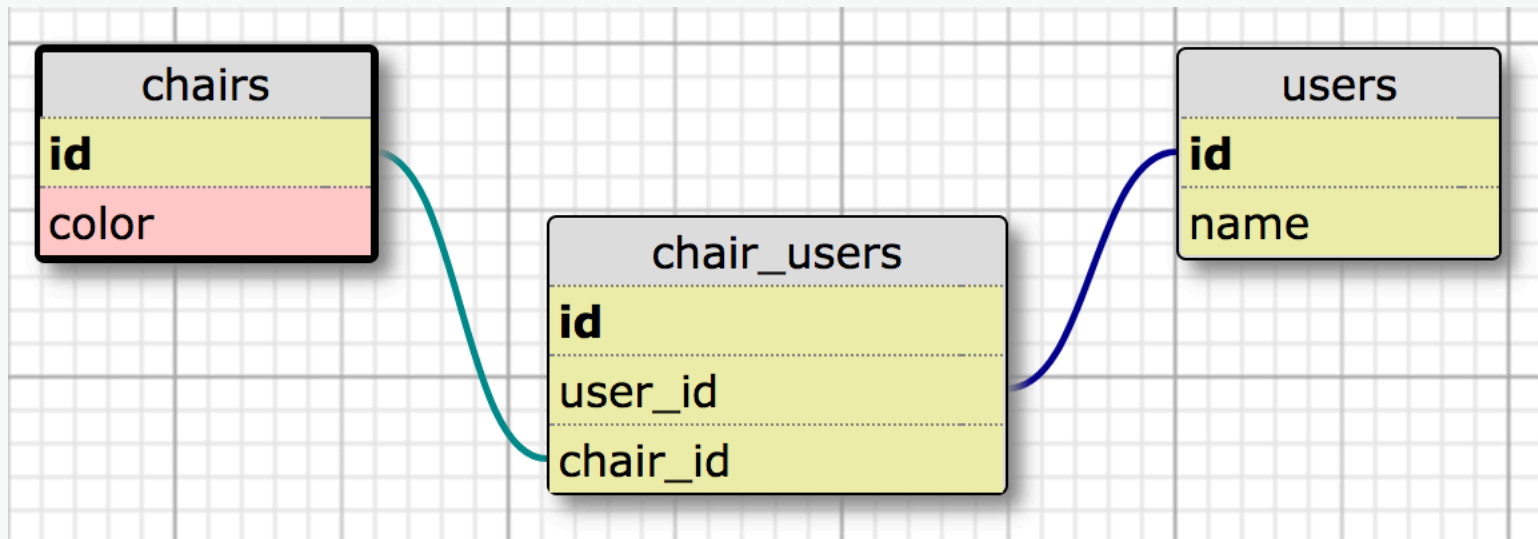 chairs
id
color
chair_users
id
user_id
chair_id
users
id
name